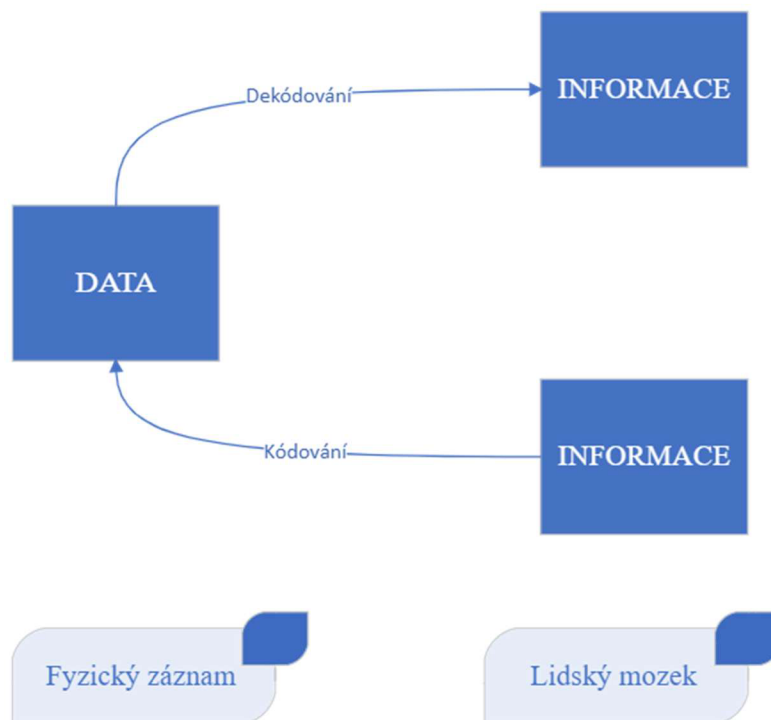 Dekódování
INFORMACE
DATA
Kódování
INFORMACE
Fyzický záznam
Lidský mozek